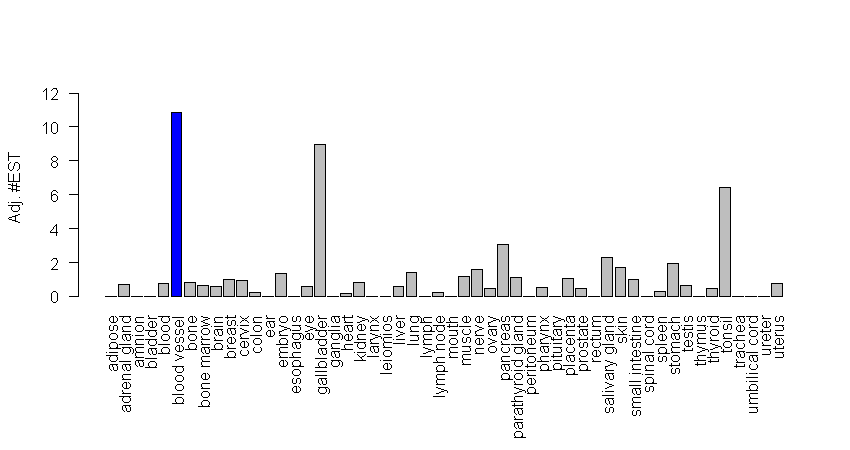 Adj. #EST
12
10
8
6
4
2
0
adipose
adrenal gland
amnion
bladder
blood
blood vessel
bone
bone marrow
brain
breast
cervix
colon
ear
embryo
esophagus
eye
gallbladder
ganglia
heart
kidney
larynx
leiomios
liver
lung
lymph
lymph node
mouth
muscle
nerve
ovary
pancreas
parathyroid gland
peritoneum
pharynx
pituitary
placenta
prostate
rectum
salivary gland
skin
small intestine
spinal cord
spleen
stomach
testis
thymus
thyroid
tonsil
trachea
umbilical cord
ureter
uterus